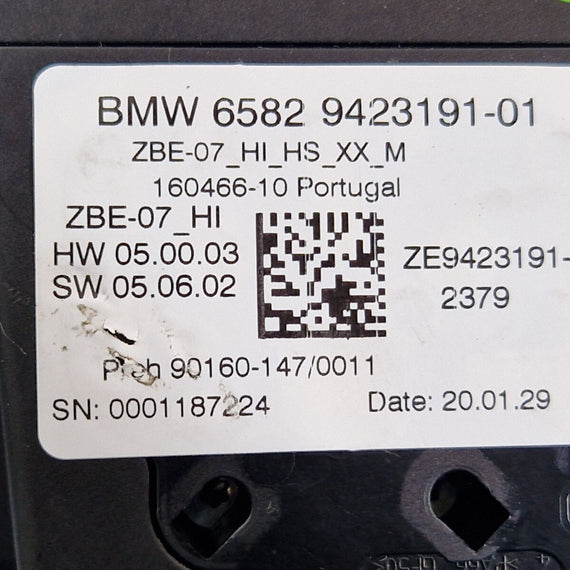 BMW 6582 9423191-01
ZBE-07_HI_HS_XX_M
160466-10 Portugal
ZBE-07_HI
HW 05.00.03
SW 05.06.02
ZE9423191-
2379
Preh 90160-147/0011
SN: 0001187224
Date: 20.01.29